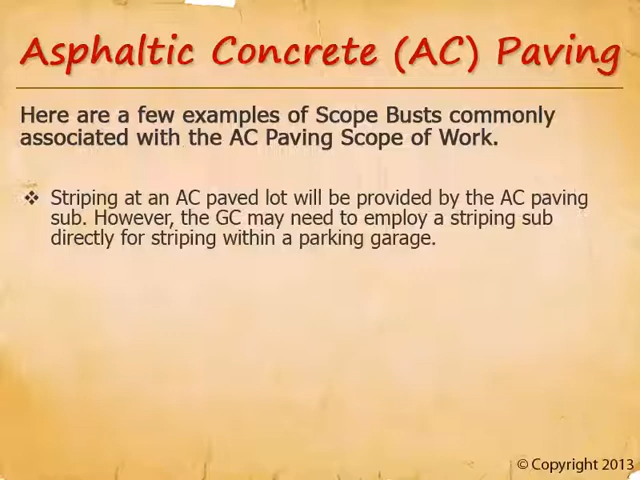 Asphaltic Concrete (AC) Paving
Here are a few examples of Scope Busts commonly
associated with the AC Paving Scope of Work.
❖ Striping at an AC paved lot will be provided by the AC paving
sub. However, the GC may need to employ a striping sub
directly for striping within a parking garage.
© Copyright 2013